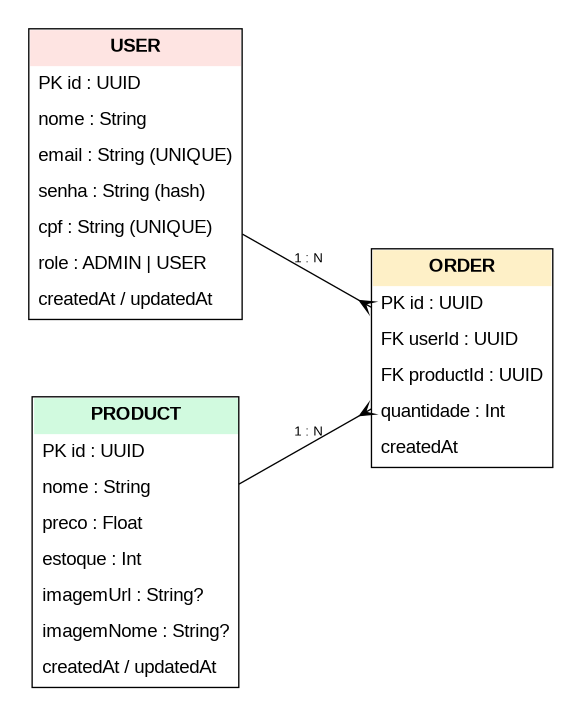 USER
PK id : UUID
nome : String
email : String (UNIQUE)
senha : String (hash)
cpf : String (UNIQUE)
role : ADMIN | USER
createdAt / updatedAt
1 : N
ORDER
PK id : UUID
FK userId : UUID
FK productId : UUID
quantidade : Int
createdAt
PRODUCT
PK id : UUID
nome : String
preco : Float
estoque : Int
imagemUrl : String?
imagemNome : String?
createdAt / updatedAt
1 : N